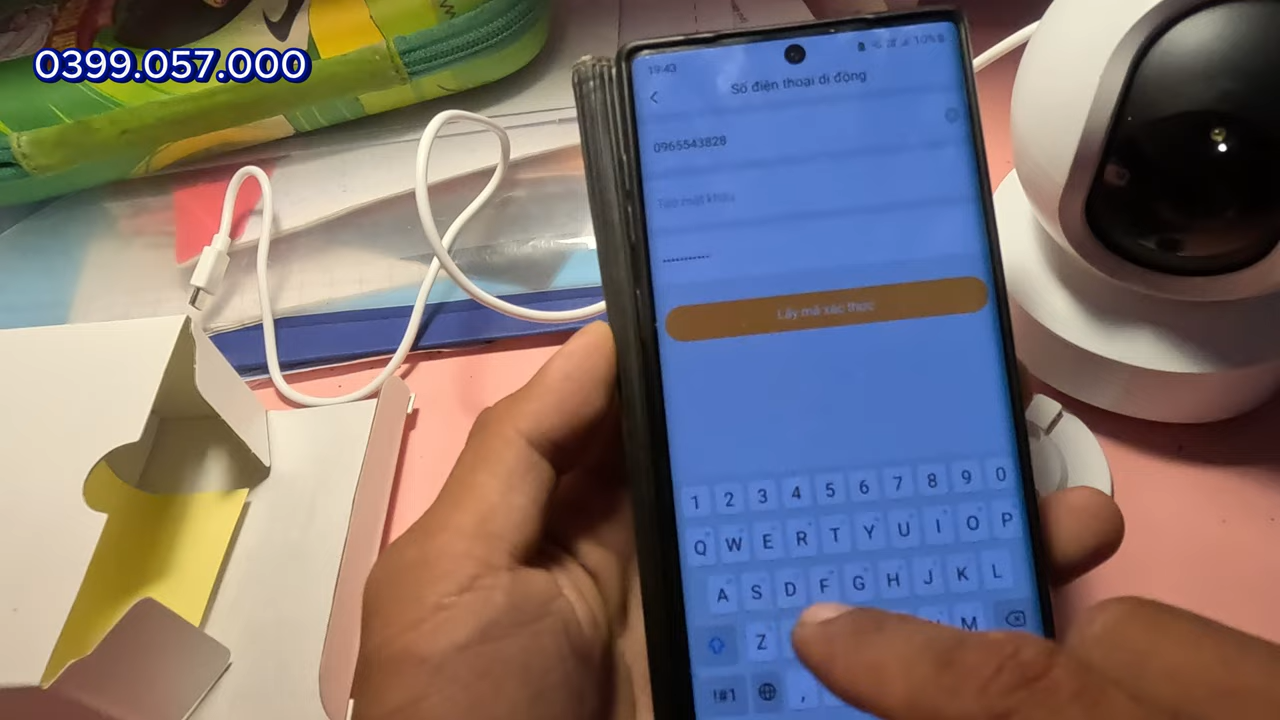 0399.057.000
19:43
10%
Số điện thoại di động
0965543828
Tạo mật khẩu
Lấy mã xác thực
1 2 3 4 5 6 7 8 9 0
Q W E R T Y U I O P
A S D F G H J K L
Z M
!#1 ,